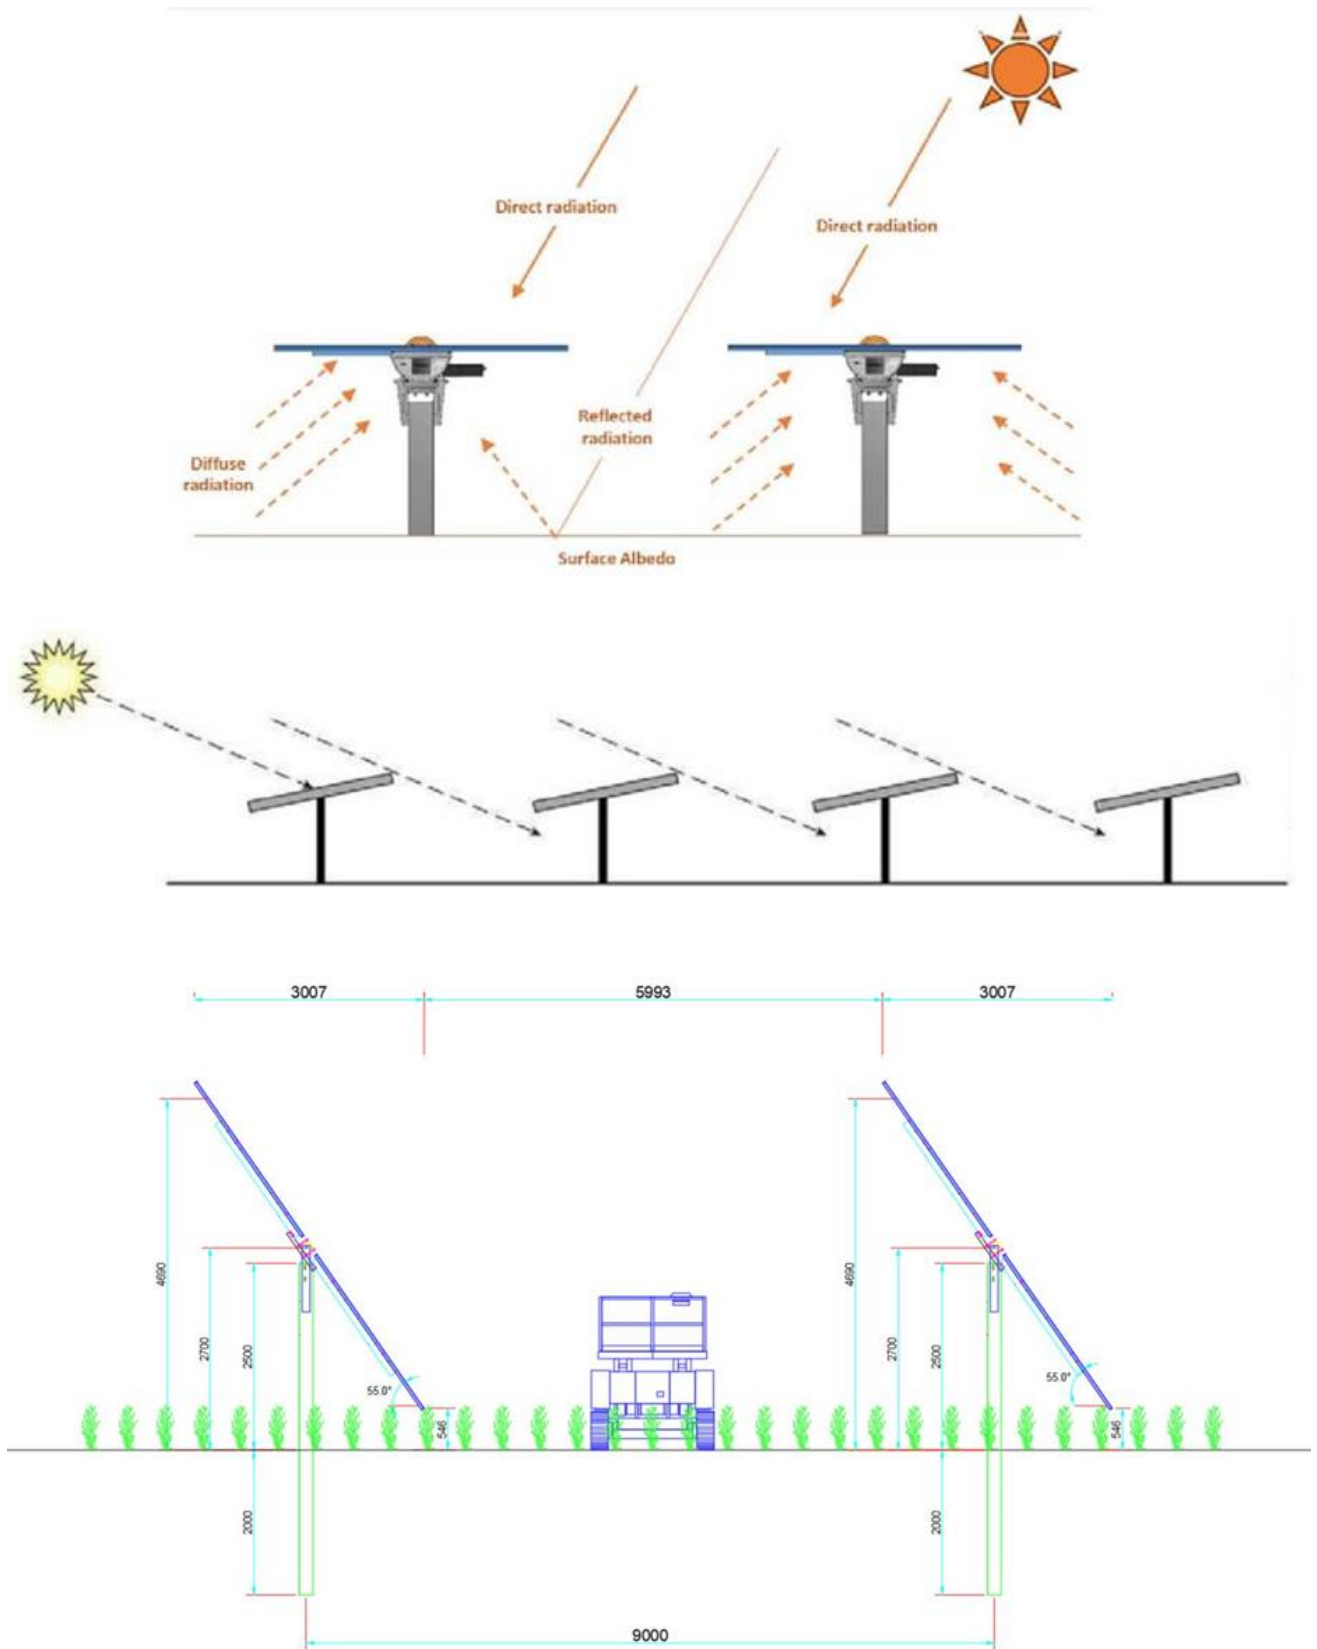 Direct radiation
Direct radiation
Reflected
radiation
Diffuse
radiation
Surface Albedo
3007
5993
3007
4690
2700
2500
55.0°
546
2000
4690
2700
2500
55.0°
546
2000
9000